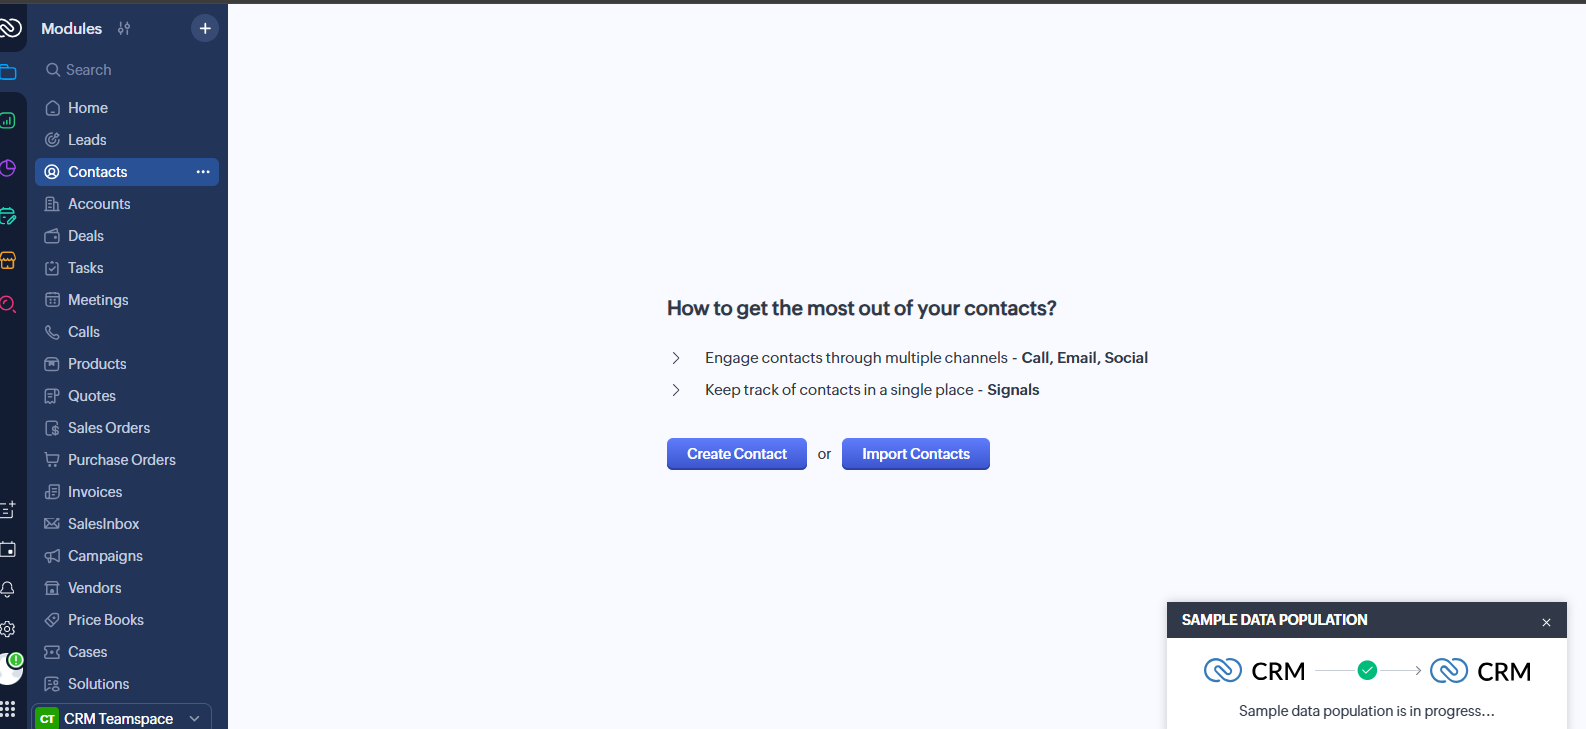 Modules
Search
Home
Leads
Contacts
Accounts
Deals
Tasks
Meetings
Calls
Products
Quotes
Sales Orders
Purchase Orders
Invoices
SalesInbox
Campaigns
Vendors
Price Books
Cases
Solutions
CT CRM Teamspace
How to get the most out of your contacts?
Engage contacts through multiple channels - Call, Email, Social
Keep track of contacts in a single place - Signals
Create Contact or Import Contacts
SAMPLE DATA POPULATION
CRM CRM
Sample data population is in progress...